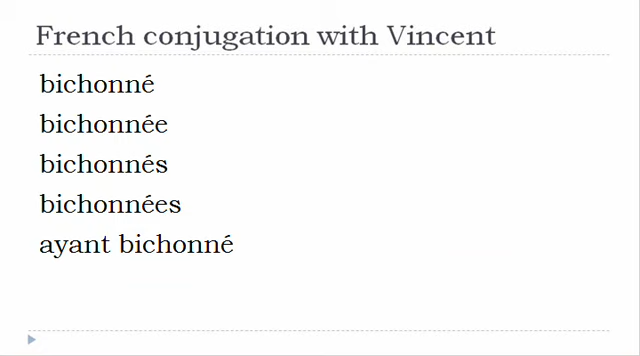 French conjugation with Vincent
bichonné
bichonnée
bichonnés
bichonnées
ayant bichonné